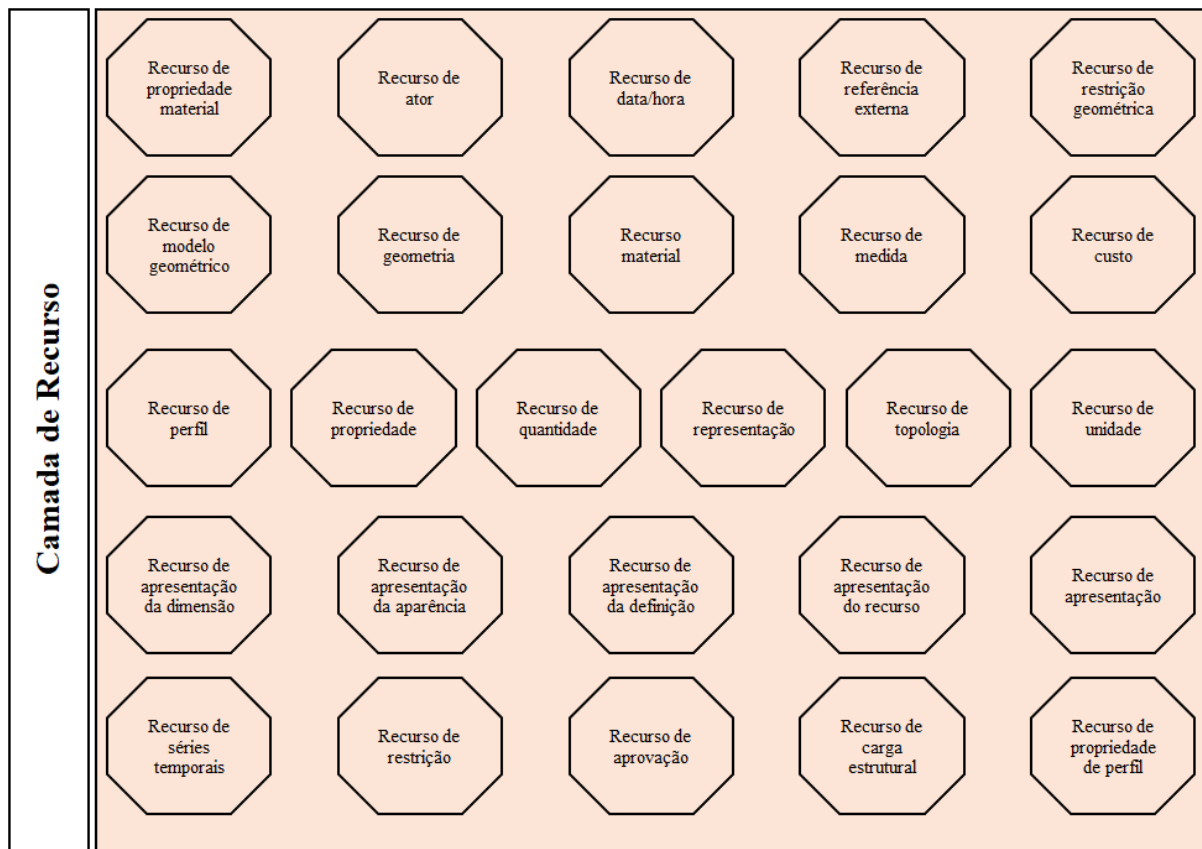 Camada de Recurso
Recurso de
propriedade
material
Recurso de
ator
Recurso de
data/hora
Recurso de
referência
externa
Recurso de
restrição
geométrica
Recurso de
modelo
geométrico
Recurso de
geometria
Recurso
material
Recurso de
medida
Recurso de
custo
Recurso de
perfil
Recurso de
propriedade
Recurso de
quantidade
Recurso de
representação
Recurso de
topologia
Recurso de
unidade
Recurso de
apresentação
da dimensão
Recurso de
apresentação
da aparência
Recurso de
apresentação
da definição
Recurso de
apresentação
do recurso
Recurso de
apresentação
Recurso de
séries
temporais
Recurso de
restrição
Recurso de
aprovação
Recurso de
carga
estrutural
Recurso de
propriedade
de perfil